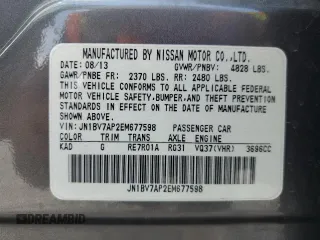 MANUFACTURED BY NISSAN MOTOR CO.,LTD.
DATE: 08/13 GVWR/PNBV: 4828 LBS.
GAWR/PNBE FR: 2370 LBS. RR: 2480 LBS.
THIS VEHICLE CONFORMS TO ALL APPLICABLE FEDERAL
MOTOR VEHICLE SAFETY,BUMPER,AND THEFT PREVENTION
STANDARDS IN EFFECT ON THE DATE OF MANUFACTURE
SHOWN ABOVE.
VIN: JN1BV7AP2EM677598 PASSENGER CAR
COLOR TRIM TRANS AXLE ENGINE
KAD G RE7R01A RG31 VQ37(VHR) 3696CC
JN1BV7AP2EM677598